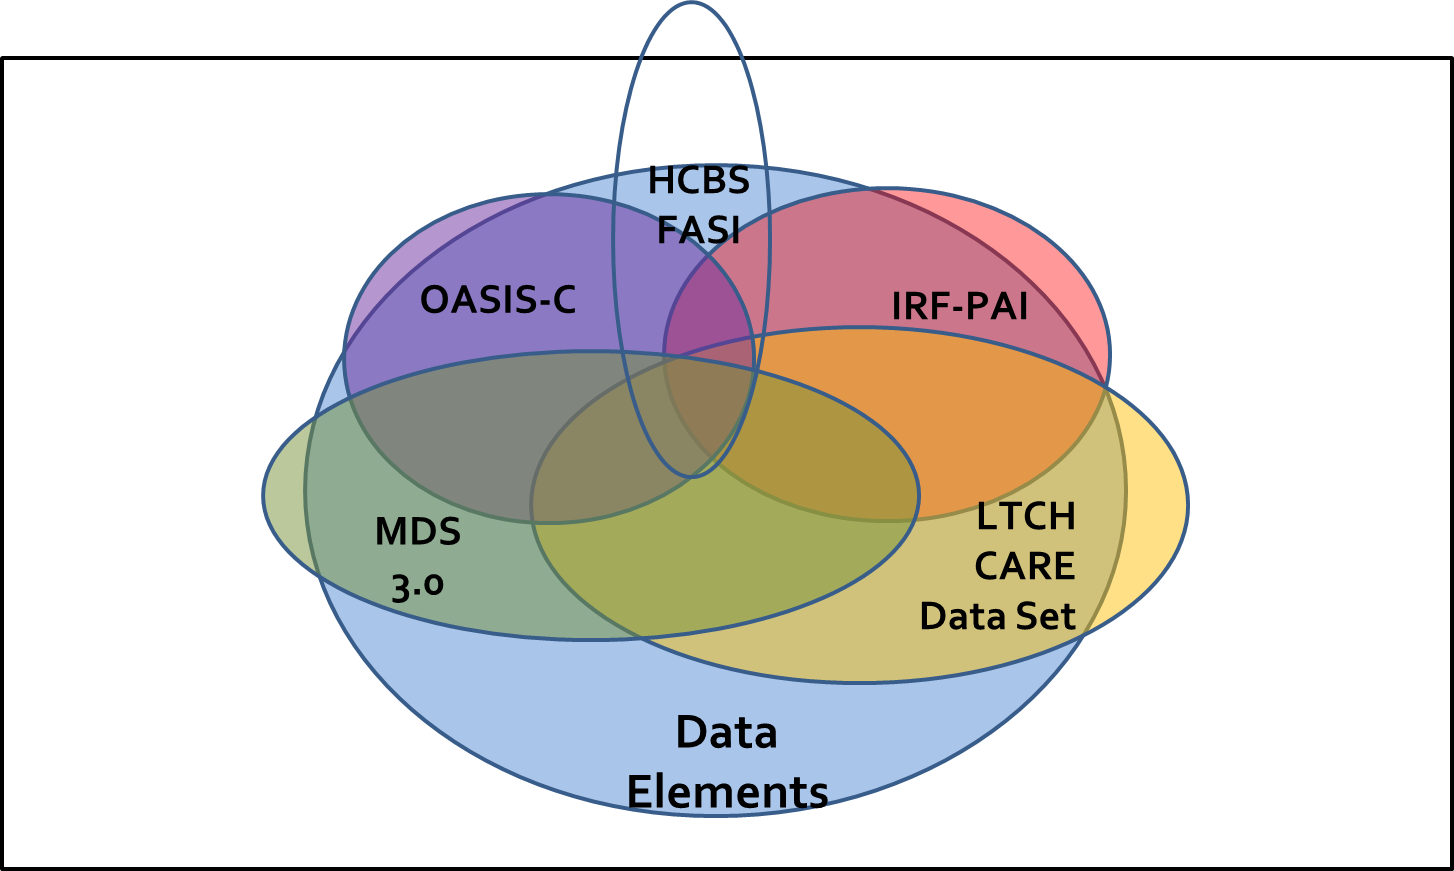 HCBS
FASI
OASIS-C
IRF-PAI
MDS
3.0
LTCH
CARE
Data Set
Data
Elements